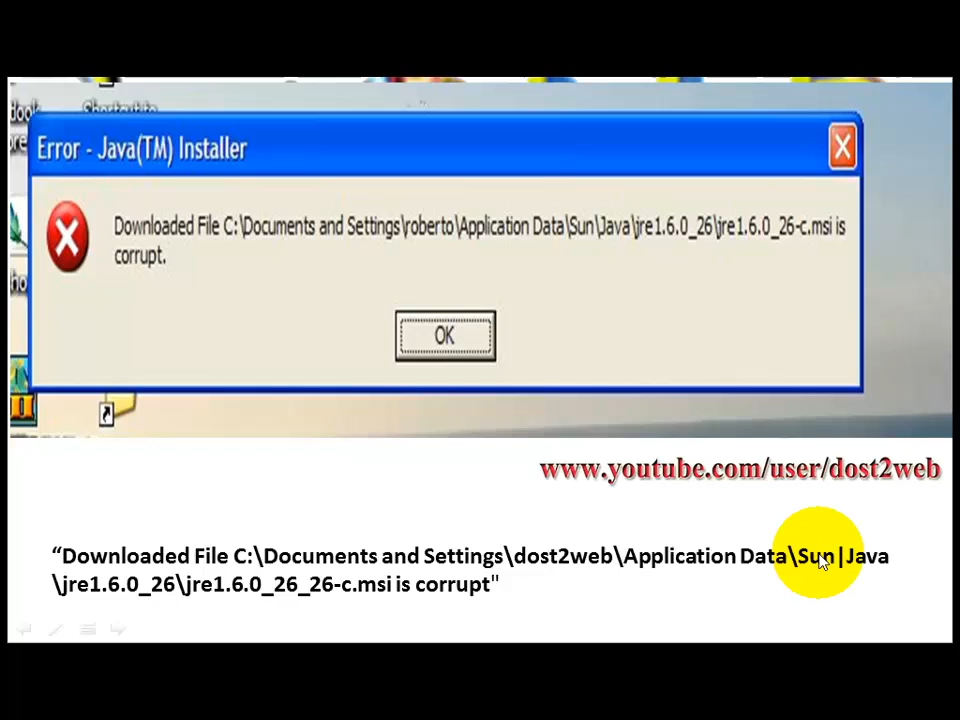 Shortcut to
Error - Java(TM) Installer
Downloaded File C:\Documents and Settings\roberto\Application Data\Sun\Java\jre1.6.0_26\jre1.6.0_26-c.msi is
corrupt.
OK
www.youtube.com/user/dost2web
“Downloaded File C:\Documents and Settings\dost2web\Application Data\Sun|Java
\jre1.6.0_26\jre1.6.0_26_26-c.msi is corrupt"